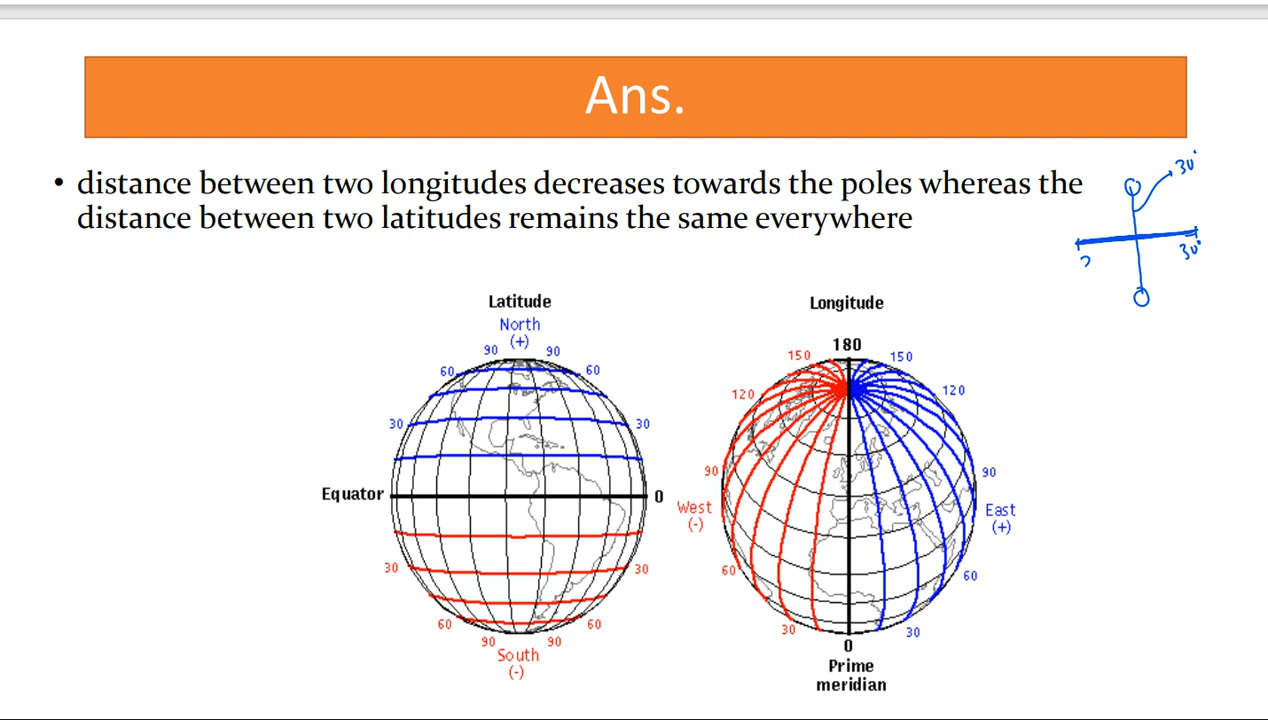 Ans.
• distance between two longitudes decreases towards the poles whereas the
distance between two latitudes remains the same everywhere
30°
30°
Latitude
North
(+)
90 90
60 60
30 30
Equator 0
30 30
60 60
90 90
South
(-)
Longitude
180
150 150
120 120
90 90
West East
(-) (+)
60 60
30 30
0
Prime
meridian